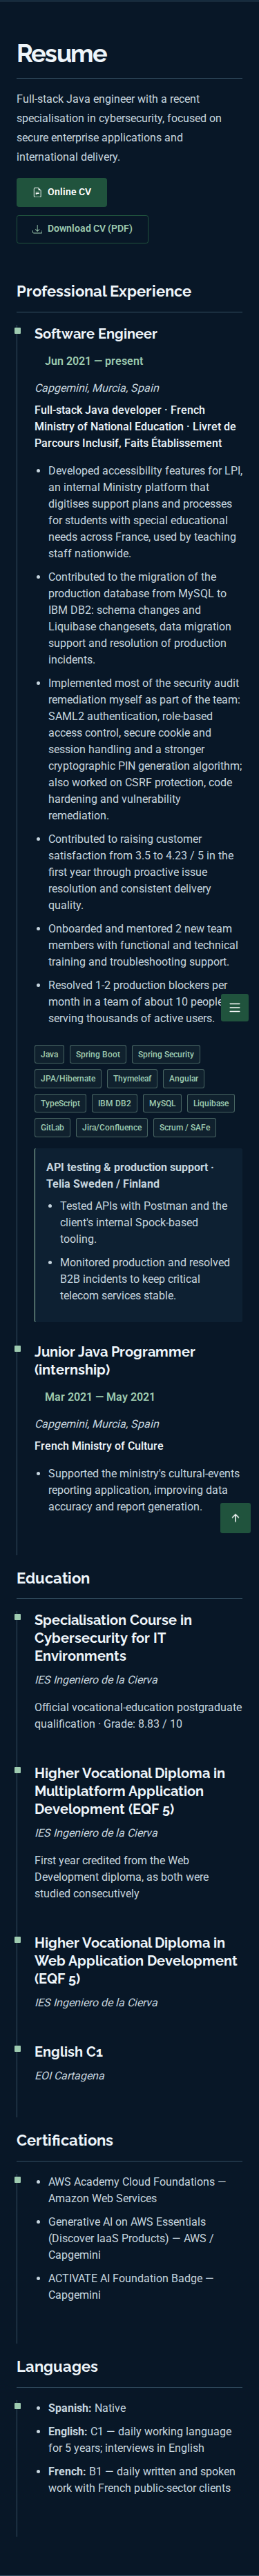 Resume
Full-stack Java engineer with a recent
specialisation in cybersecurity, focused on
secure enterprise applications and
international delivery.
Online CV
Download CV (PDF)
Professional Experience
Software Engineer
Jun 2021 — present
Capgemini, Murcia, Spain
Full-stack Java developer · French
Ministry of National Education · Livret de
Parcours Inclusif, Faits Établissement
• Developed accessibility features for LPI,
an internal Ministry platform that
digitises support plans and processes
for students with special educational
needs across France, used by teaching
staff nationwide.
• Contributed to the migration of the
production database from MySQL to
IBM DB2: schema changes and
Liquibase changesets, data migration
support and resolution of production
incidents.
• Implemented most of the security audit
remediation myself as part of the team:
SAML2 authentication, role-based
access control, secure cookie and
session handling and a stronger
cryptographic PIN generation algorithm;
also worked on CSRF protection, code
hardening and vulnerability
remediation.
• Contributed to raising customer
satisfaction from 3.5 to 4.23 / 5 in the
first year through proactive issue
resolution and consistent delivery
quality.
• Onboarded and mentored 2 new team
members with functional and technical
training and troubleshooting support.
• Resolved 1-2 production blockers per
month in a team of about 10 people
serving thousands of active users.
Java Spring Boot Spring Security
JPA/Hibernate Thymeleaf Angular
TypeScript IBM DB2 MySQL Liquibase
GitLab Jira/Confluence Scrum / SAFe
API testing & production support ·
Telia Sweden / Finland
• Tested APIs with Postman and the
client's internal Spock-based
tooling.
• Monitored production and resolved
B2B incidents to keep critical
telecom services stable.
Junior Java Programmer
(internship)
Mar 2021 — May 2021
Capgemini, Murcia, Spain
French Ministry of Culture
• Supported the ministry's cultural-events
reporting application, improving data
accuracy and report generation.
Education
Specialisation Course in
Cybersecurity for IT
Environments
IES Ingeniero de la Cierva
Official vocational-education postgraduate
qualification · Grade: 8.83 / 10
Higher Vocational Diploma in
Multiplatform Application
Development (EQF 5)
IES Ingeniero de la Cierva
First year credited from the Web
Development diploma, as both were
studied consecutively
Higher Vocational Diploma in
Web Application Development
(EQF 5)
IES Ingeniero de la Cierva
English C1
EOI Cartagena
Certifications
• AWS Academy Cloud Foundations —
Amazon Web Services
• Generative AI on AWS Essentials
(Discover IaaS Products) — AWS /
Capgemini
• ACTIVATE AI Foundation Badge —
Capgemini
Languages
• Spanish: Native
• English: C1 — daily working language
for 5 years; interviews in English
• French: B1 — daily written and spoken
work with French public-sector clients